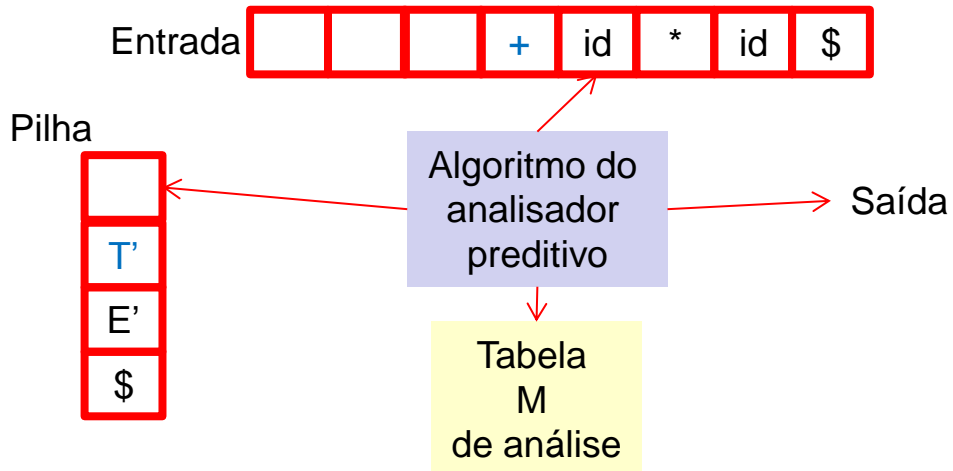 Entrada + id * id $
Pilha
Algoritmo do
analisador
preditivo
Saída
T’
E’
$
Tabela
M
de análise